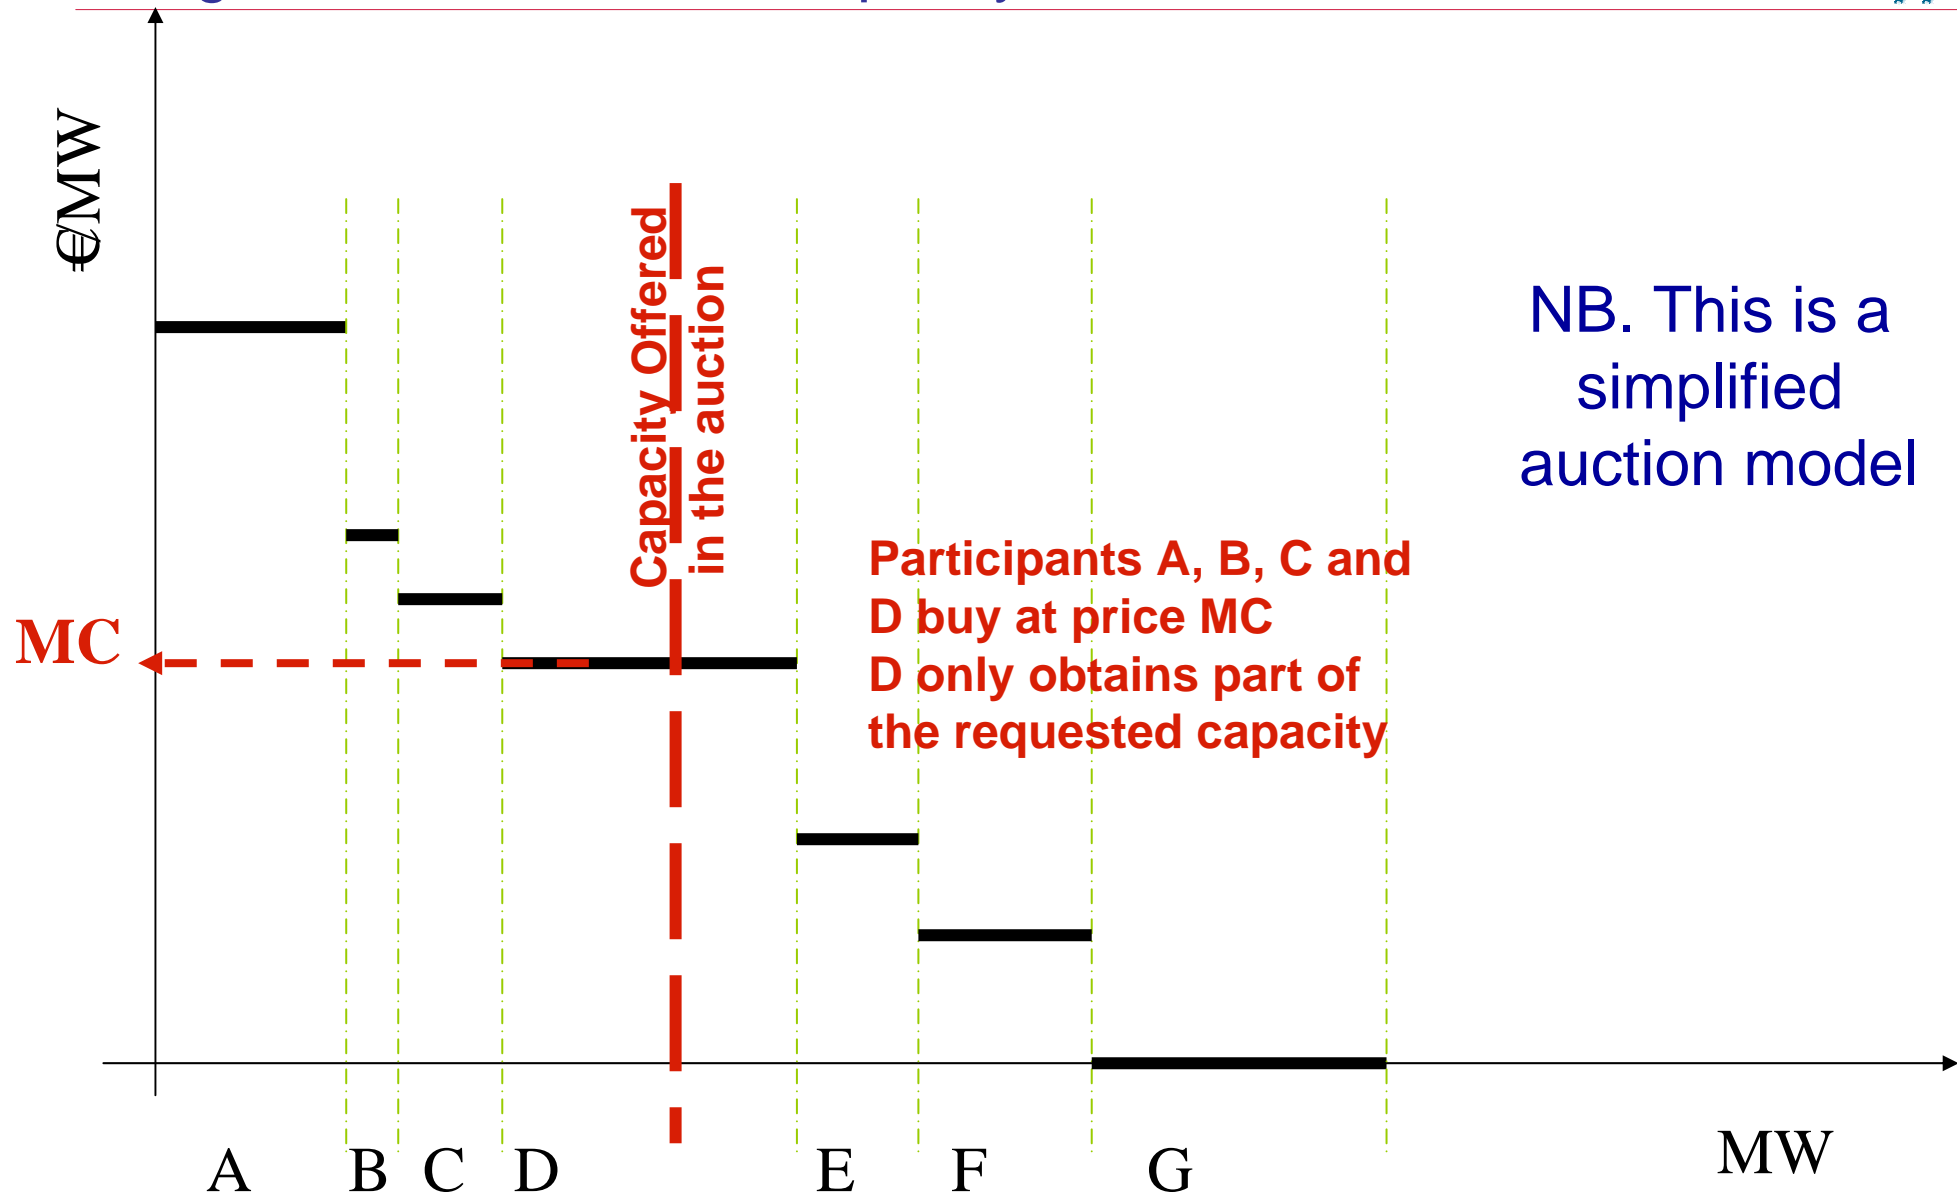 €/MW
Capacity Offered
in the auction
NB. This is a
simplified
auction model
Participants A, B, C and
D buy at price MC
D only obtains part of
the requested capacity
MC
A B C D E F G MW